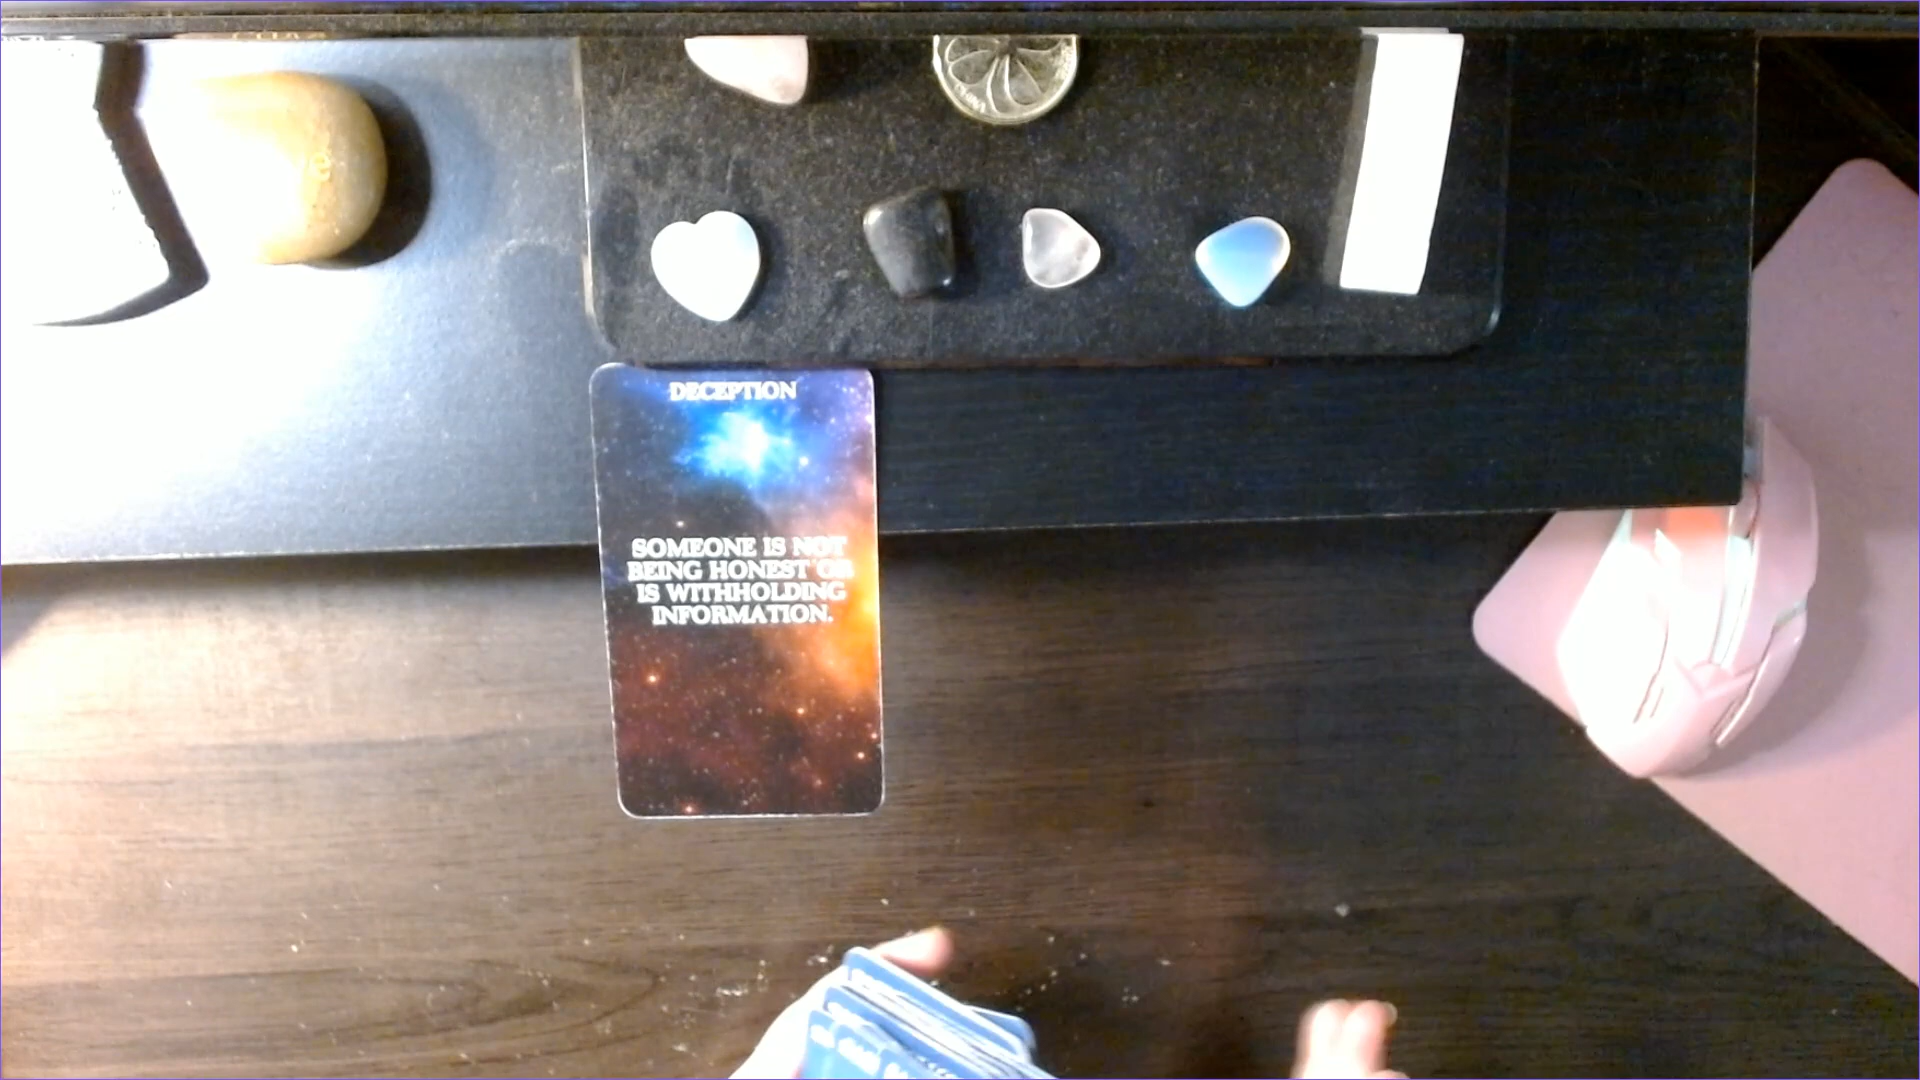 DECEPTION
SOMEONE IS NOT
BEING HONEST OR
IS WITHHOLDING
INFORMATION.